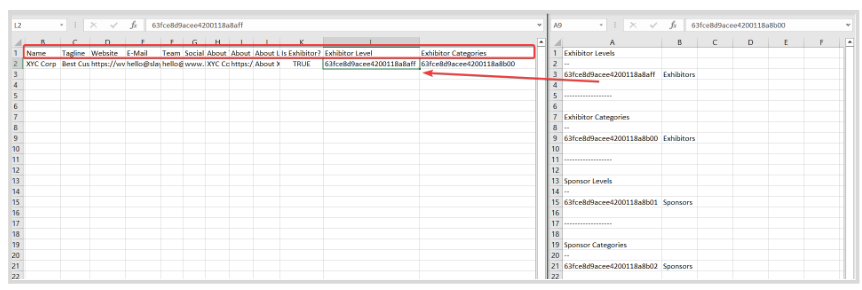 L2 63fce8d9acee4200118a8aff
A9 63fce8d9acee4200118a8b00
B C D E F G H I J K L
A B C D E F
1 Name Tagline Website E-Mail Team Social About About About L Is Exhibitor? Exhibitor Level Exhibitor Categories
2 XYC Corp Best Cus https://wv hello@sla hello@ www. XYC Cc https:/ About X TRUE 63fce8d9acee4200118a8aff 63fce8d9acee4200118a8b00
3
4
5
6
7
8
9
10
11
12
13
14
15
16
17
18
19
20
21
22
1 Exhibitor Levels
2 --
3 63fce8d9acee4200118a8aff Exhibitors
4
5 -----------------
6
7 Exhibitor Categories
8 --
9 63fce8d9acee4200118a8b00 Exhibitors
10
11 -----------------
12
13 Sponsor Levels
14 --
15 63fce8d9acee4200118a8b01 Sponsors
16
17 -----------------
18
19 Sponsor Categories
20 --
21 63fce8d9acee4200118a8b02 Sponsors
22